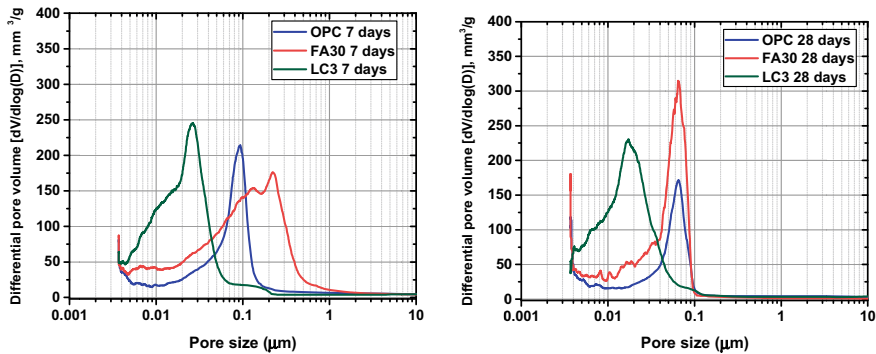 Differential pore volume [dV/dlog(D)], mm³/g
400
350
300
250
200
150
100
50
0
OPC 7 days
FA30 7 days
LC3 7 days
0.001 0.01 0.1 1 10
Pore size (μm)
Differential pore volume [dV/dlog(D)], mm³/g
400
350
300
250
200
150
100
50
0
OPC 28 days
FA30 28 days
LC3 28 days
0.001 0.01 0.1 1 10
Pore size (μm)